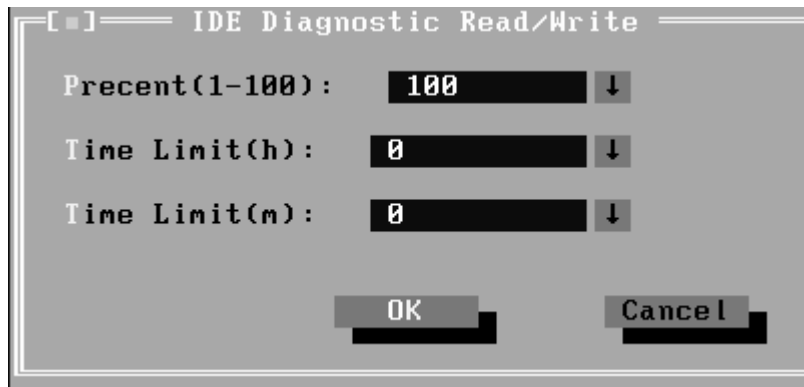 [■] IDE Diagnostic Read/Write
Precent(1-100): 100 ↓
Time Limit(h): 0 ↓
Time Limit(m): 0 ↓
OK Cancel